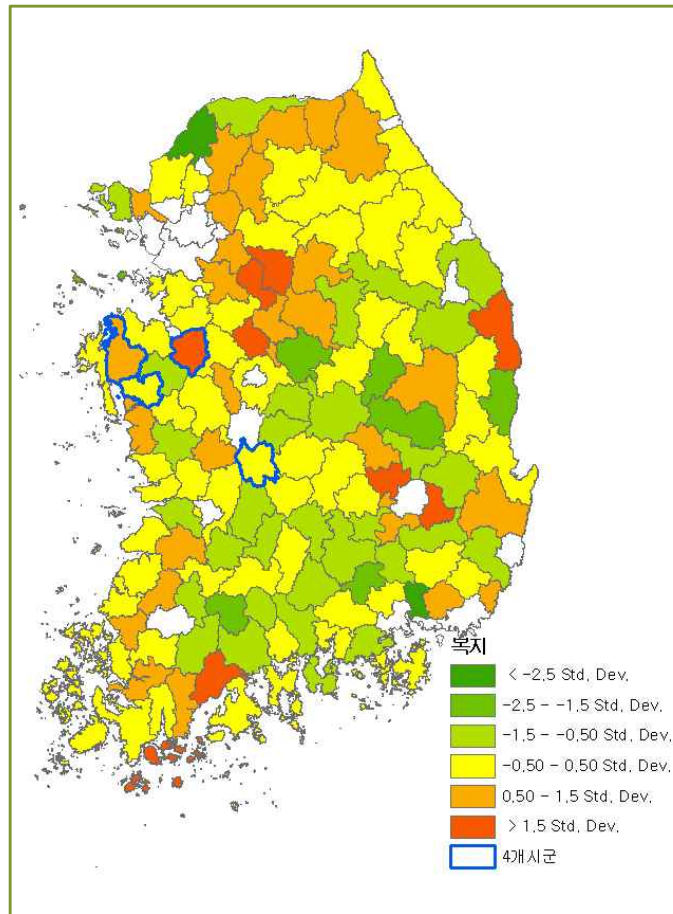 복지
< -2,5 Std, Dev,
-2,5 - -1,5 Std, Dev,
-1,5 - -0,50 Std, Dev,
-0,50 - 0,50 Std, Dev,
0,50 - 1,5 Std, Dev,
> 1,5 Std, Dev,
4개시군